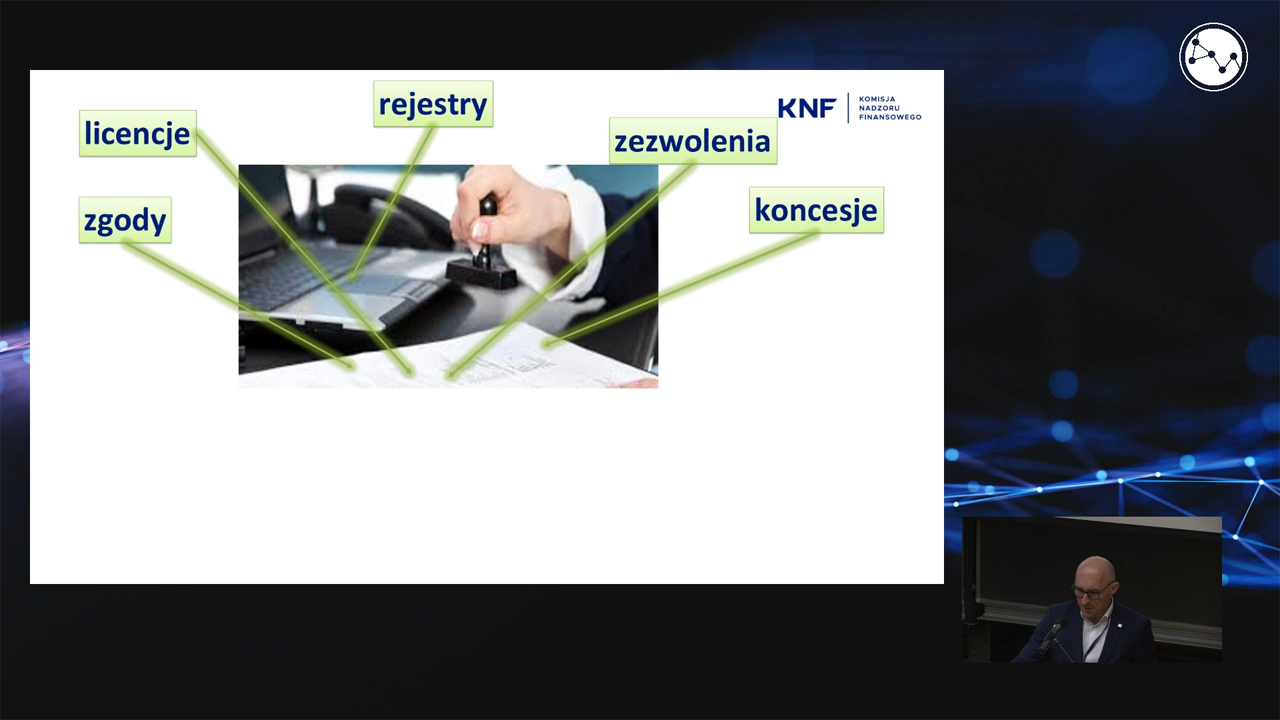 rejestry
licencje
KNF
KOMISJA
NADZORU
FINANSOWEGO
zezwolenia
zgody
koncesje